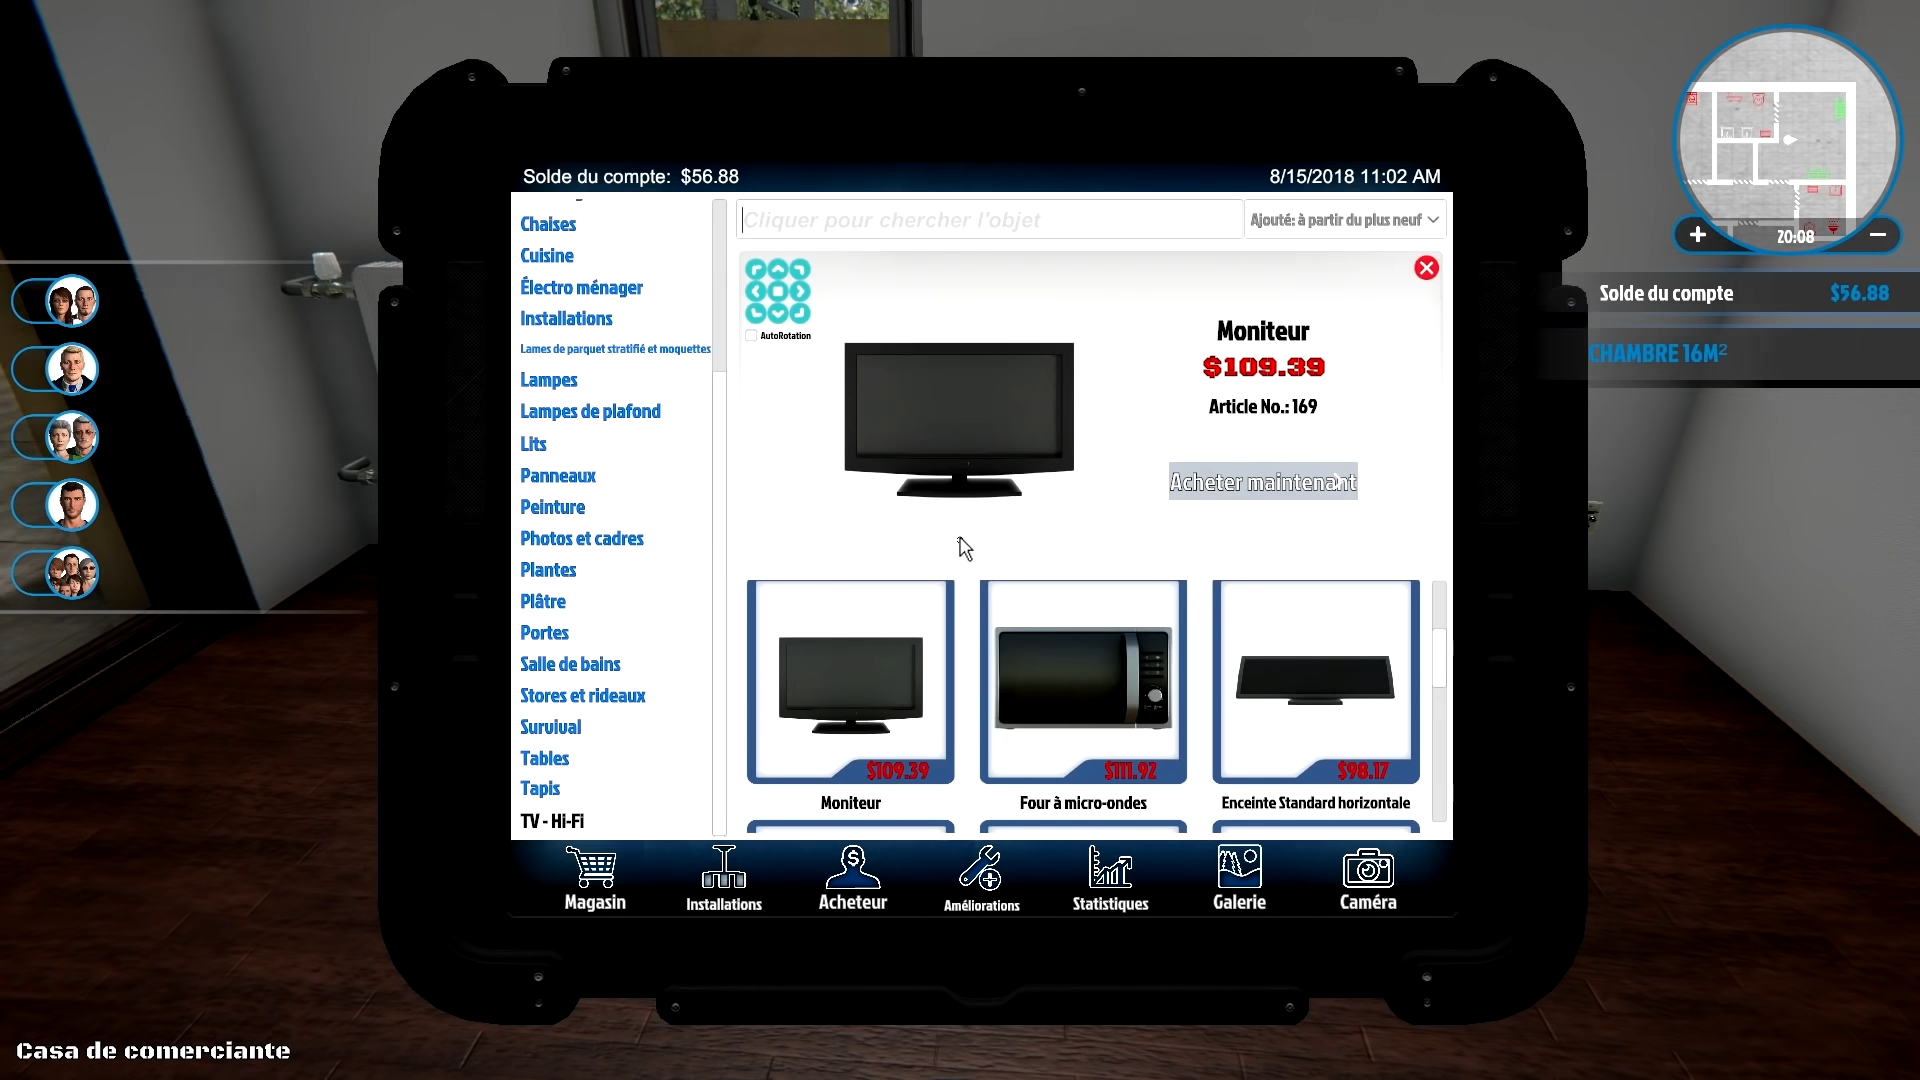 Solde du compte: $56.88
8/15/2018 11:02 AM
Chaises
Cuisine
Électro ménager
Installations
Lames de parquet stratifié et moquettes
Lampes
Lampes de plafond
Lits
Panneaux
Peinture
Photos et cadres
Plantes
Plâtre
Portes
Salle de bains
Stores et rideaux
Survival
Tables
Tapis
TV - Hi-Fi
Cliquer pour chercher l'objet
Ajouté: à partir du plus neuf
AutoRotation
Moniteur
$109.39
Article No.: 169
Acheter maintenant
$109.39
Moniteur
$111.92
Four à micro-ondes
$98.17
Enceinte Standard horizontale
Magasin
Installations
Acheteur
Améliorations
Statistiques
Galerie
Caméra
+
20:08
−
Solde du compte
$56.88
CHAMBRE 16M²
Casa de comerciante